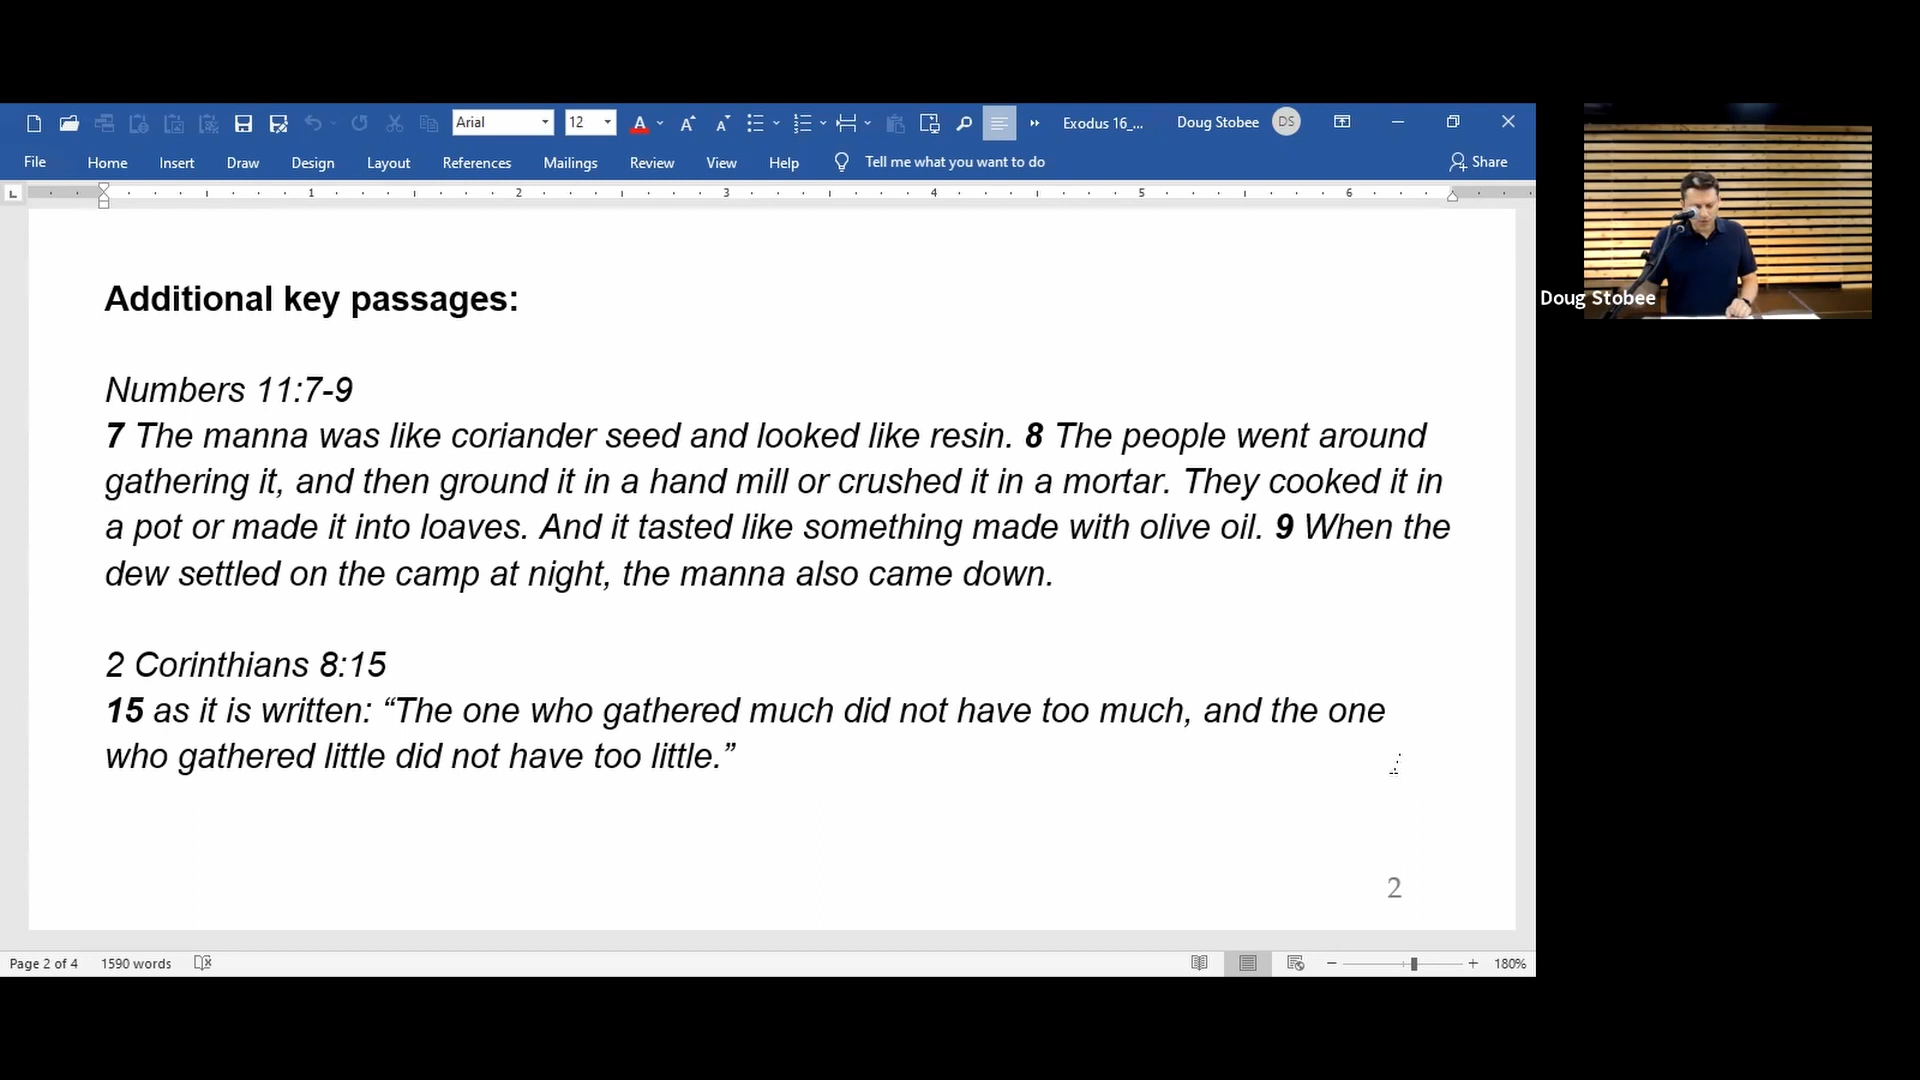 Arial
12
Exodus 16_...
Doug Stobee
DS
File
Home
Insert
Draw
Design
Layout
References
Mailings
Review
View
Help
Tell me what you want to do
Share
1 2 3 4 5 6
Additional key passages:
Numbers 11:7-9
7 The manna was like coriander seed and looked like resin. 8 The people went around
gathering it, and then ground it in a hand mill or crushed it in a mortar. They cooked it in
a pot or made it into loaves. And it tasted like something made with olive oil. 9 When the
dew settled on the camp at night, the manna also came down.
2 Corinthians 8:15
15 as it is written: “The one who gathered much did not have too much, and the one
who gathered little did not have too little.”
2
Page 2 of 4
1590 words
180%
Doug Stobee